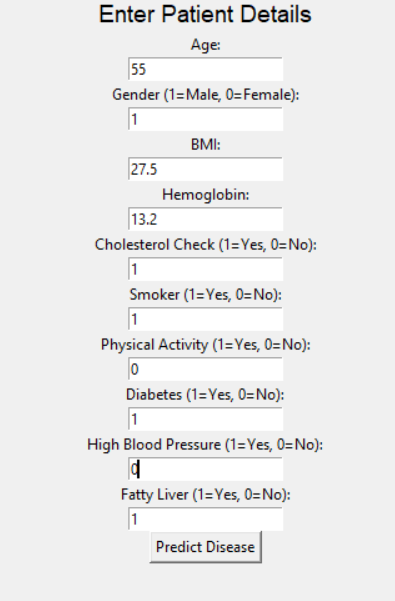 Enter Patient Details
Age:
55
Gender (1=Male, 0=Female):
1
BMI:
27.5
Hemoglobin:
13.2
Cholesterol Check (1=Yes, 0=No):
1
Smoker (1=Yes, 0=No):
1
Physical Activity (1=Yes, 0=No):
0
Diabetes (1=Yes, 0=No):
1
High Blood Pressure (1=Yes, 0=No):
0
Fatty Liver (1=Yes, 0=No):
1
Predict Disease